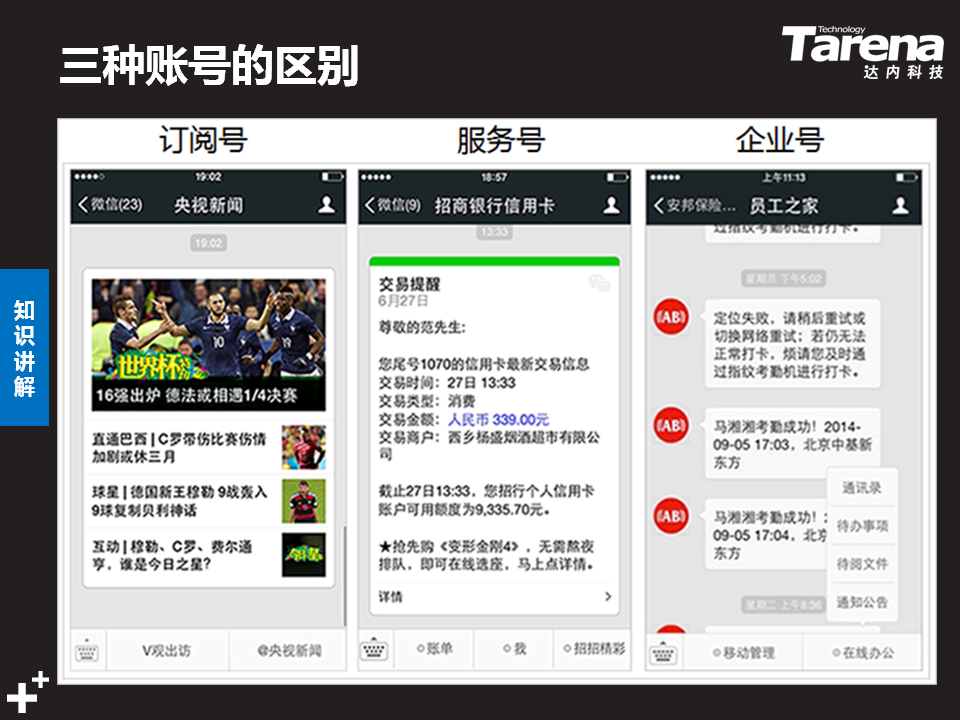 三种账号的区别
Technology
Tarena
达内科技
知识讲解
订阅号
服务号
企业号
19:02
微信(23)
央视新闻
19:02
世界杯
16强出炉 德法或相遇1/4决赛
直通巴西 | C罗带伤比赛伤情
加剧或休三月
球星 | 德国新王穆勒 9战轰入
9球复制贝利神话
互动 | 穆勒、C罗、费尔通
亨，谁是今日之星？
V观出访
@央视新闻
18:57
微信(9)
招商银行信用卡
13:33
交易提醒
6月27日
尊敬的范先生:
您尾号1070的信用卡最新交易信息
交易时间：27日 13:33
交易类型：消费
交易金额：人民币 339.00元
交易商户：西乡杨盛烟酒超市有限公
司
截止27日13:33，您招行个人信用卡
账户可用额度为9,335.70元。
★抢先购《变形金刚4》，无需熬夜
排队，即可在线选座，马上点详情。
详情
账单
我
招招精彩
上午11:13
安邦保险...
员工之家
过指纹考勤机进行打卡。
星期五 下午5:02
定位失败，请稍后重试或
切换网络重试；若仍无法
正常打卡，烦请您及时通
过指纹考勤机进行打卡。
(AB)
马湘湘考勤成功！2014-
09-05 17:03，北京中基新
东方
(AB)
马湘湘考勤成功！
09-05 17:04，北京
东方
(AB)
通讯录
待办事项
待阅文件
通知公告
星期二 上午8:36
移动管理
在线办公